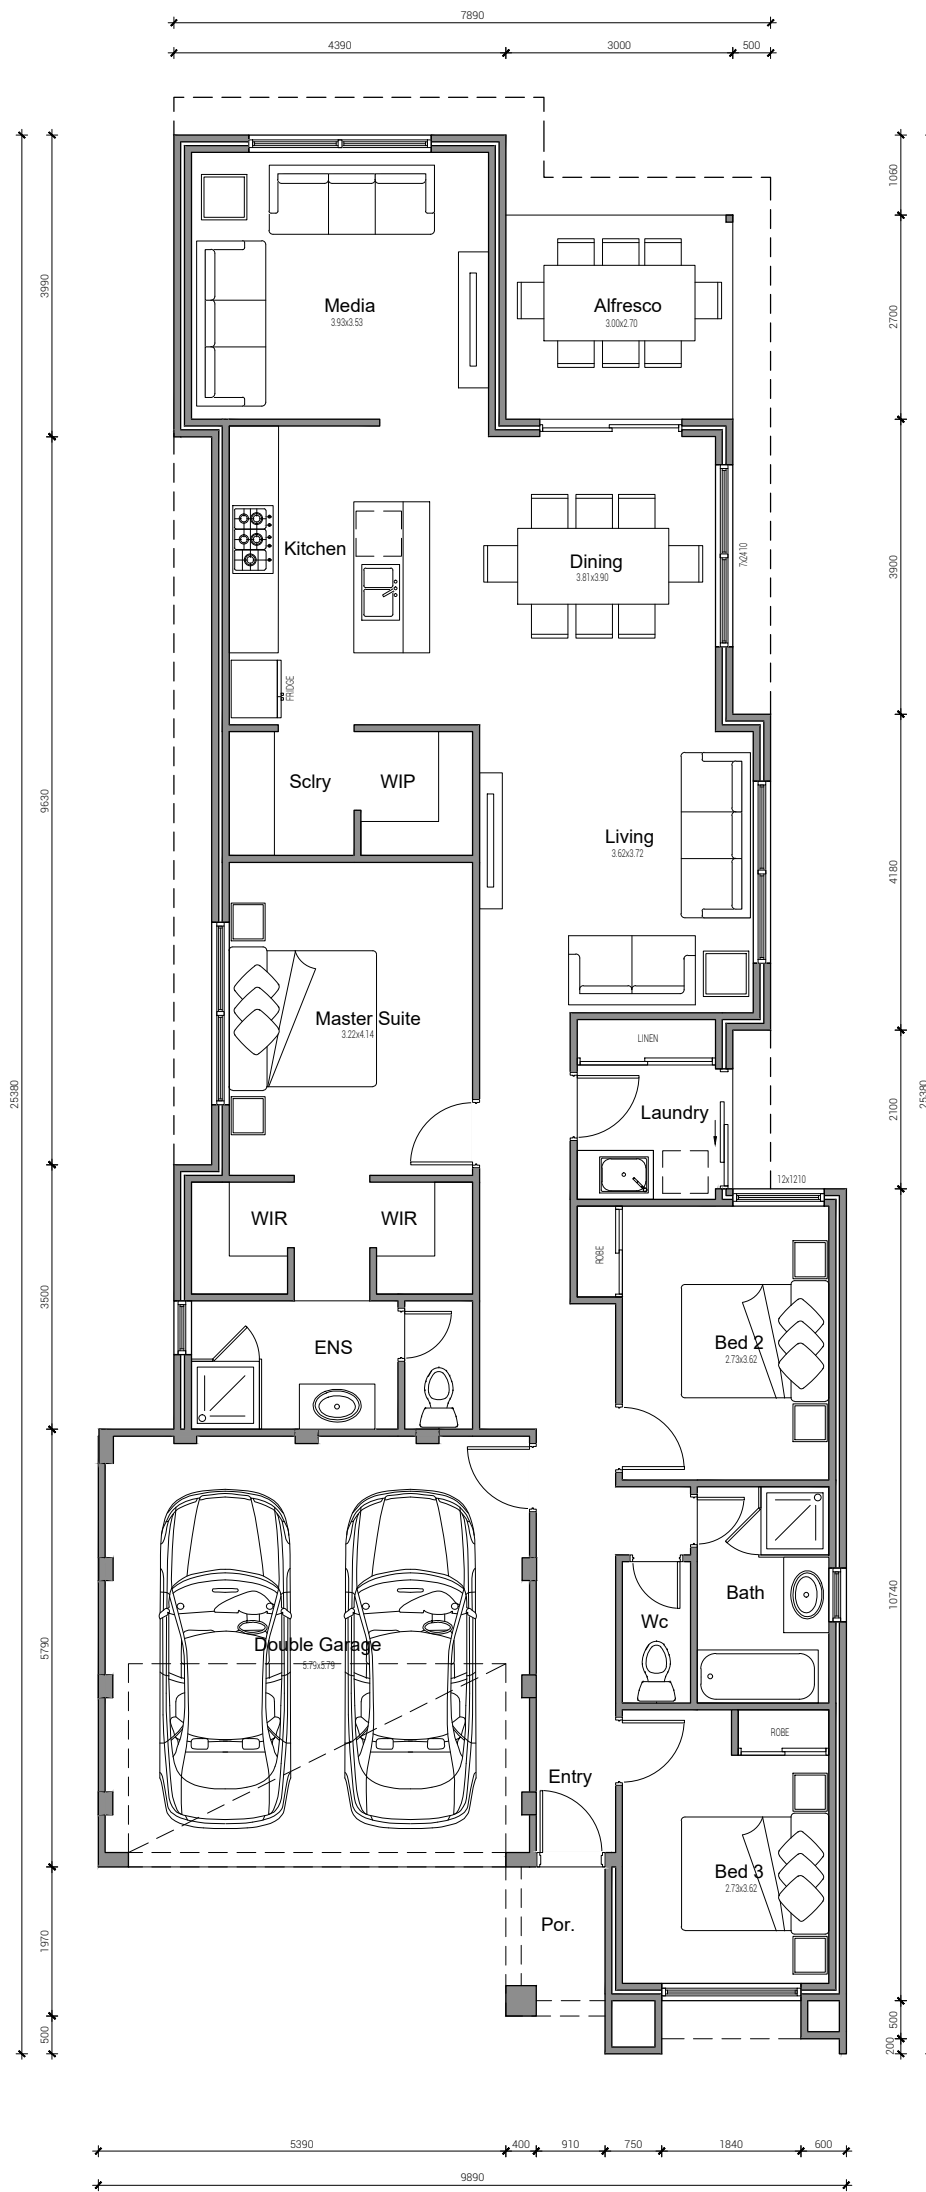 7890
4390
3000
500
1060
3990
Media
3.93x3.53
Alfresco
3.00x2.70
2700
Kitchen
Dining
3.81x3.90
7x2410
3900
FRIDGE
Sclry
WIP
9630
Living
3.62x3.72
4180
Master Suite
3.22x4.14
LINEN
25380
Laundry
2100
25380
12x1210
WIR
WIR
ROBE
3500
ENS
Bed 2
2.73x3.62
Bath
10740
Wc
Double Garage
5.79x5.79
5790
ROBE
Entry
Bed 3
2.73x3.62
Por.
1970
500
500
200
5390
400
910
750
1840
600
9890